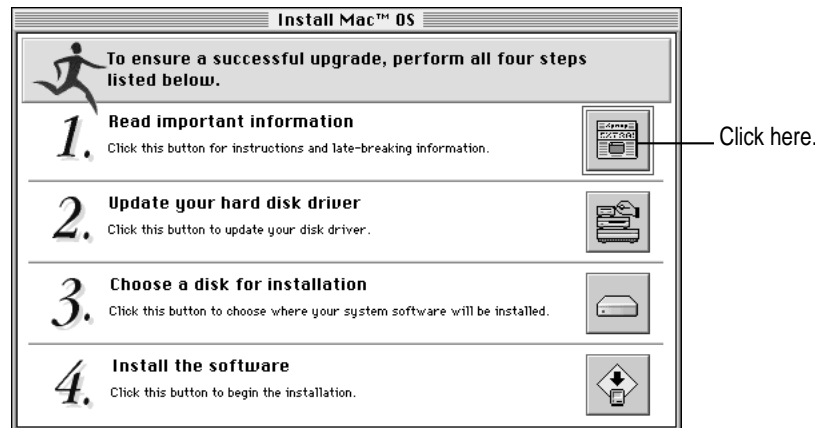 Install Mac™ OS
To ensure a successful upgrade, perform all four steps
listed below.
1. Read important information
Click this button for instructions and late-breaking information.
EXTRA!
Click here.
2. Update your hard disk driver
Click this button to update your disk driver.
3. Choose a disk for installation
Click this button to choose where your system software will be installed.
4. Install the software
Click this button to begin the installation.